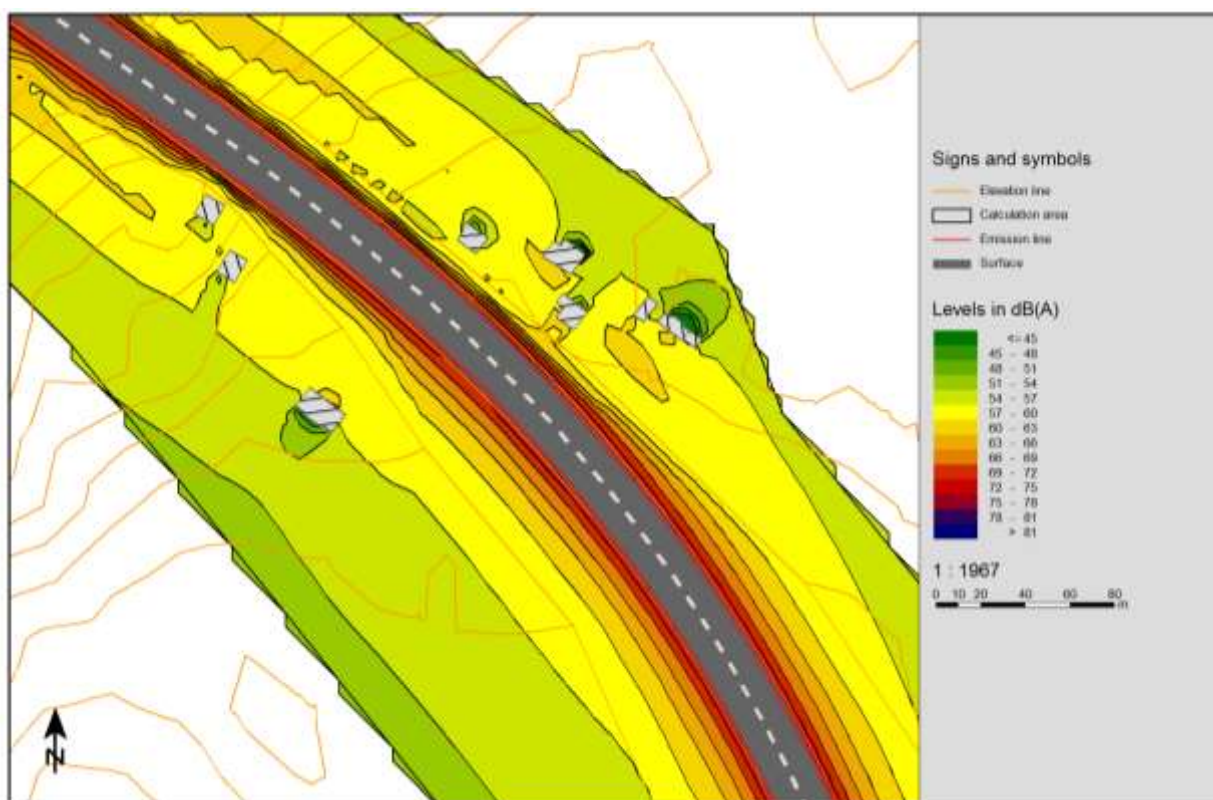 Signs and symbols
Elevation line
Calculation area
Emission line
Surface
Levels in dB(A)
<= 45
45 - 48
48 - 51
51 - 54
54 - 57
57 - 60
60 - 63
63 - 66
66 - 69
69 - 72
72 - 75
75 - 78
78 - 81
> 81
1 : 1967
0 10 20 40 60 80
m
N